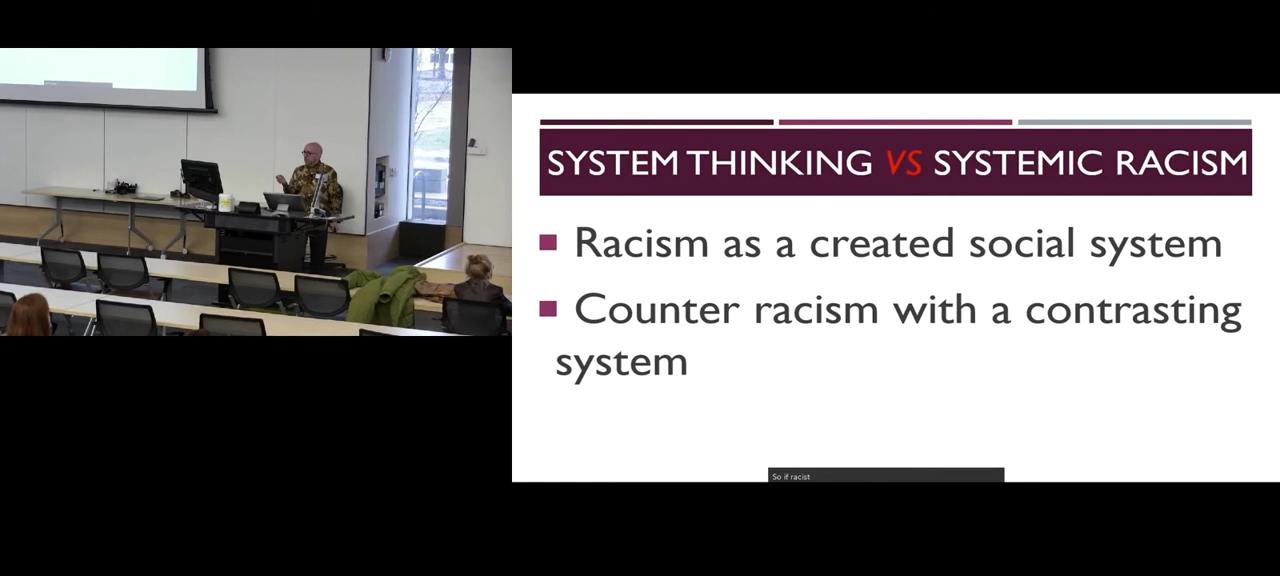 SYSTEM THINKING VS SYSTEMIC RACISM
Racism as a created social system
Counter racism with a contrasting
system
So if racist